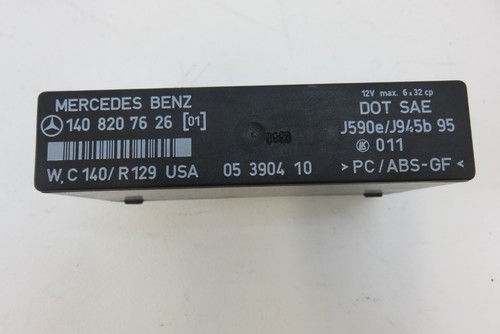 MERCEDES BENZ
140 820 76 26 [01]
W, C 140 / R 129 USA
05 3904 10
12V max. 6 x 32 cp
DOT SAE
J590e/J945b 95
011
>PC/ABS-GF<